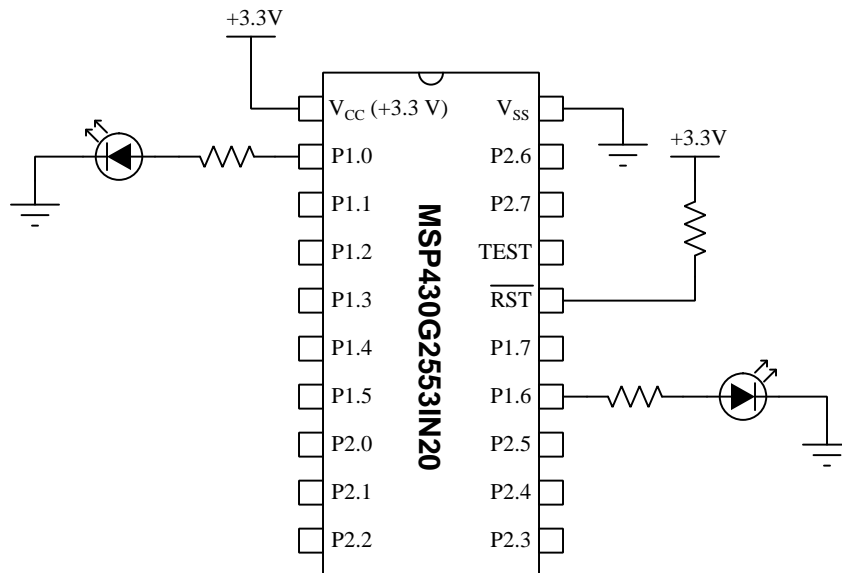 +3.3V
V_CC (+3.3 V)
V_SS
P1.0
P2.6
+3.3V
P1.1
P2.7
P1.2
TEST
P1.3
R̅S̅T̅
P1.4
P1.7
P1.5
P1.6
P2.0
P2.5
P2.1
P2.4
P2.2
P2.3
MSP430G2553IN20